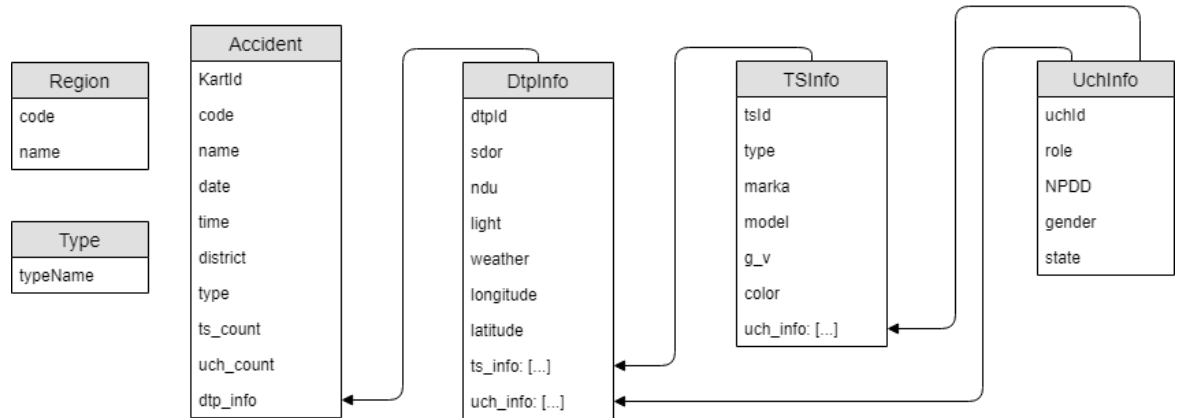 Region
code
name
Type
typeName
Accident
KartId
code
name
date
time
district
type
ts_count
uch_count
dtp_info
DtpInfo
dtpId
sdor
ndu
light
weather
longitude
latitude
ts_info: [...]
uch_info: [...]
TSInfo
tsId
type
marka
model
g_v
color
uch_info: [...]
UchInfo
uchId
role
NPDD
gender
state